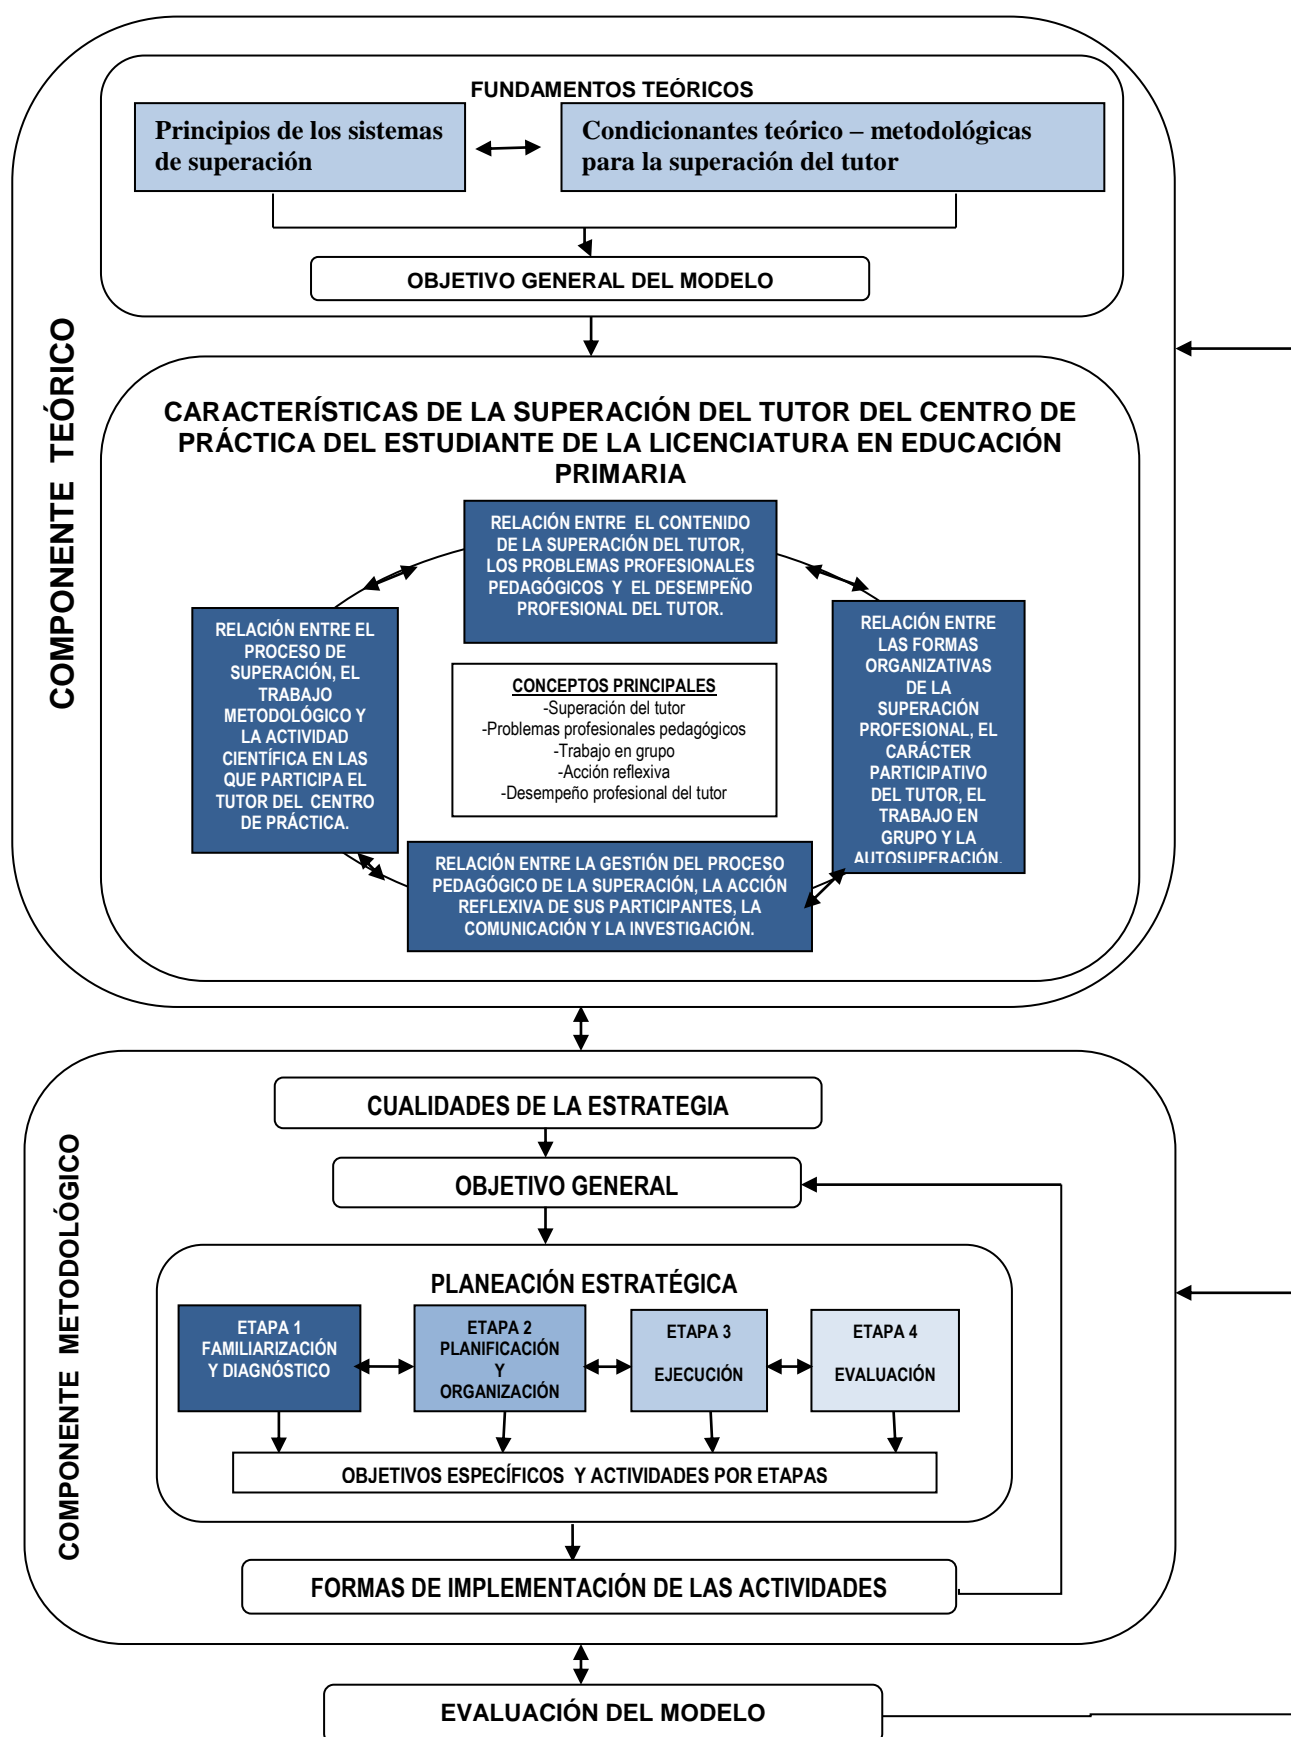 FUNDAMENTOS TEÓRICOS
Principios de los sistemas
de superación
Condicionantes teórico – metodológicas
para la superación del tutor
OBJETIVO GENERAL DEL MODELO
COMPONENTE TEÓRICO
CARACTERÍSTICAS DE LA SUPERACIÓN DEL TUTOR DEL CENTRO DE
PRÁCTICA DEL ESTUDIANTE DE LA LICENCIATURA EN EDUCACIÓN
PRIMARIA
RELACIÓN ENTRE EL CONTENIDO
DE LA SUPERACIÓN DEL TUTOR,
LOS PROBLEMAS PROFESIONALES
PEDAGÓGICOS Y EL DESEMPEÑO
PROFESIONAL DEL TUTOR.
RELACIÓN ENTRE EL
PROCESO DE
SUPERACIÓN, EL
TRABAJO
METODOLÓGICO Y
LA ACTIVIDAD
CIENTÍFICA EN LAS
QUE PARTICIPA EL
TUTOR DEL CENTRO
DE PRÁCTICA.
CONCEPTOS PRINCIPALES
-Superación del tutor
-Problemas profesionales pedagógicos
-Trabajo en grupo
-Acción reflexiva
-Desempeño profesional del tutor
RELACIÓN ENTRE
LAS FORMAS
ORGANIZATIVAS
DE LA
SUPERACIÓN
PROFESIONAL, EL
CARÁCTER
PARTICIPATIVO
DEL TUTOR, EL
TRABAJO EN
GRUPO Y LA
AUTOSUPERACIÓN.
RELACIÓN ENTRE LA GESTIÓN DEL PROCESO
PEDAGÓGICO DE LA SUPERACIÓN, LA ACCIÓN
REFLEXIVA DE SUS PARTICIPANTES, LA
COMUNICACIÓN Y LA INVESTIGACIÓN.
COMPONENTE METODOLÓGICO
CUALIDADES DE LA ESTRATEGIA
OBJETIVO GENERAL
PLANEACIÓN ESTRATÉGICA
ETAPA 1
FAMILIARIZACIÓN
Y DIAGNÓSTICO
ETAPA 2
PLANIFICACIÓN
Y
ORGANIZACIÓN
ETAPA 3
EJECUCIÓN
ETAPA 4
EVALUACIÓN
OBJETIVOS ESPECÍFICOS Y ACTIVIDADES POR ETAPAS
FORMAS DE IMPLEMENTACIÓN DE LAS ACTIVIDADES
EVALUACIÓN DEL MODELO